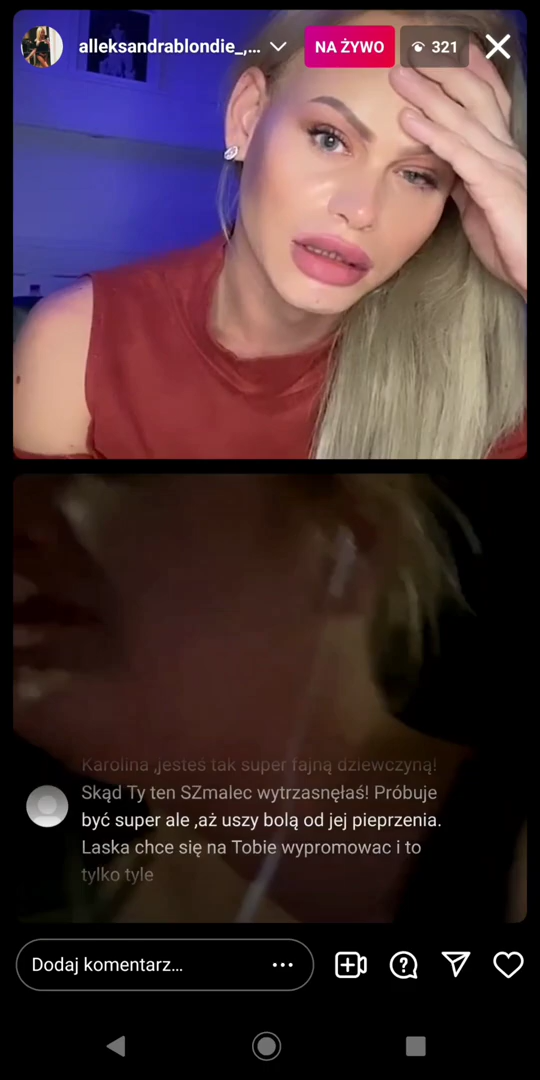 alleksandrablondie_,...
NA ŻYWO
321
Karolina ,jesteś tak super fajną dziewczyną!
Skąd Ty ten SZmalec wytrzasnęłaś! Próbuje
być super ale ,aż uszy bolą od jej pieprzenia.
Laska chce się na Tobie wypromowac i to
tylko tyle
Dodaj komentarz...